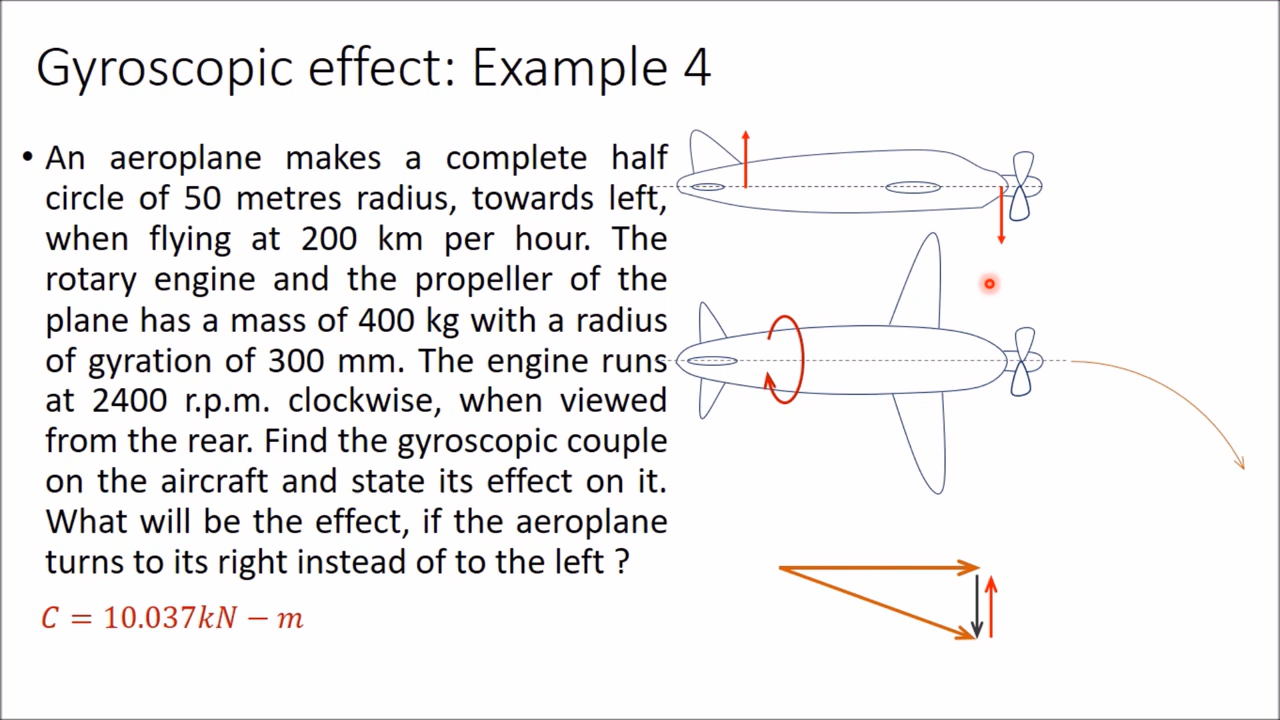 Gyroscopic effect: Example 4
• An aeroplane makes a complete half
circle of 50 metres radius, towards left,
when flying at 200 km per hour. The
rotary engine and the propeller of the
plane has a mass of 400 kg with a radius
of gyration of 300 mm. The engine runs
at 2400 r.p.m. clockwise, when viewed
from the rear. Find the gyroscopic couple
on the aircraft and state its effect on it.
What will be the effect, if the aeroplane
turns to its right instead of to the left ?
C = 10.037kN − m